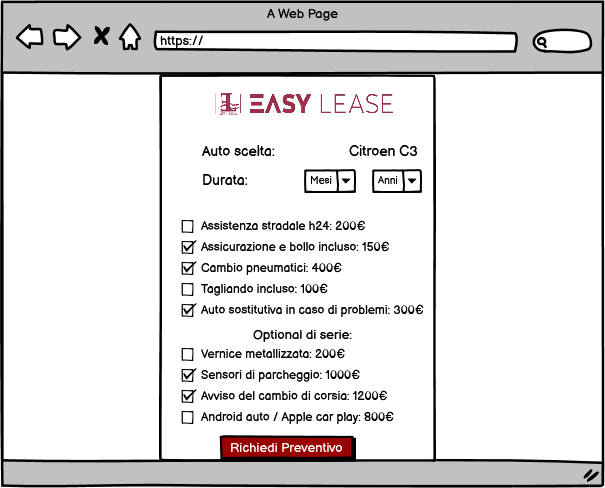 A Web Page
https://
EASY LEASE
Auto scelta: Citroen C3
Durata: Mesi Anni
Assistenza stradale h24: 200€
Assicurazione e bollo incluso: 150€
Cambio pneumatici: 400€
Tagliando incluso: 100€
Auto sostitutiva in caso di problemi: 300€
Optional di serie:
Vernice metallizzata: 200€
Sensori di parcheggio: 1000€
Avviso del cambio di corsia: 1200€
Android auto / Apple car play: 800€
Richiedi Preventivo